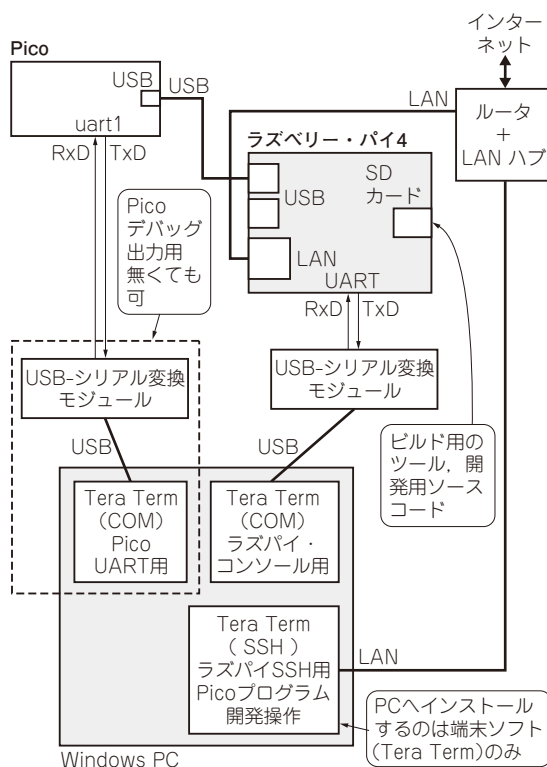 インター
ネット
Pico
USB
USB
uart1
RxD
TxD
LAN
ルータ
+
LAN ハブ
ラズベリー・パイ4
USB
SD
カード
LAN
UART
RxD
TxD
Pico
デバッグ
出力用
無くても
可
USB-シリアル変換
モジュール
USB-シリアル変換
モジュール
USB
USB
ビルド用の
ツール，開
発用ソース
コード
Tera Term
(COM)
Pico
UART用
Tera Term
(COM)
ラズパイ・
コンソール用
Tera Term
( SSH )
ラズパイSSH用
Picoプログラム
開発操作
LAN
PCへインストール
するのは端末ソフト
(Tera Term)のみ
Windows PC